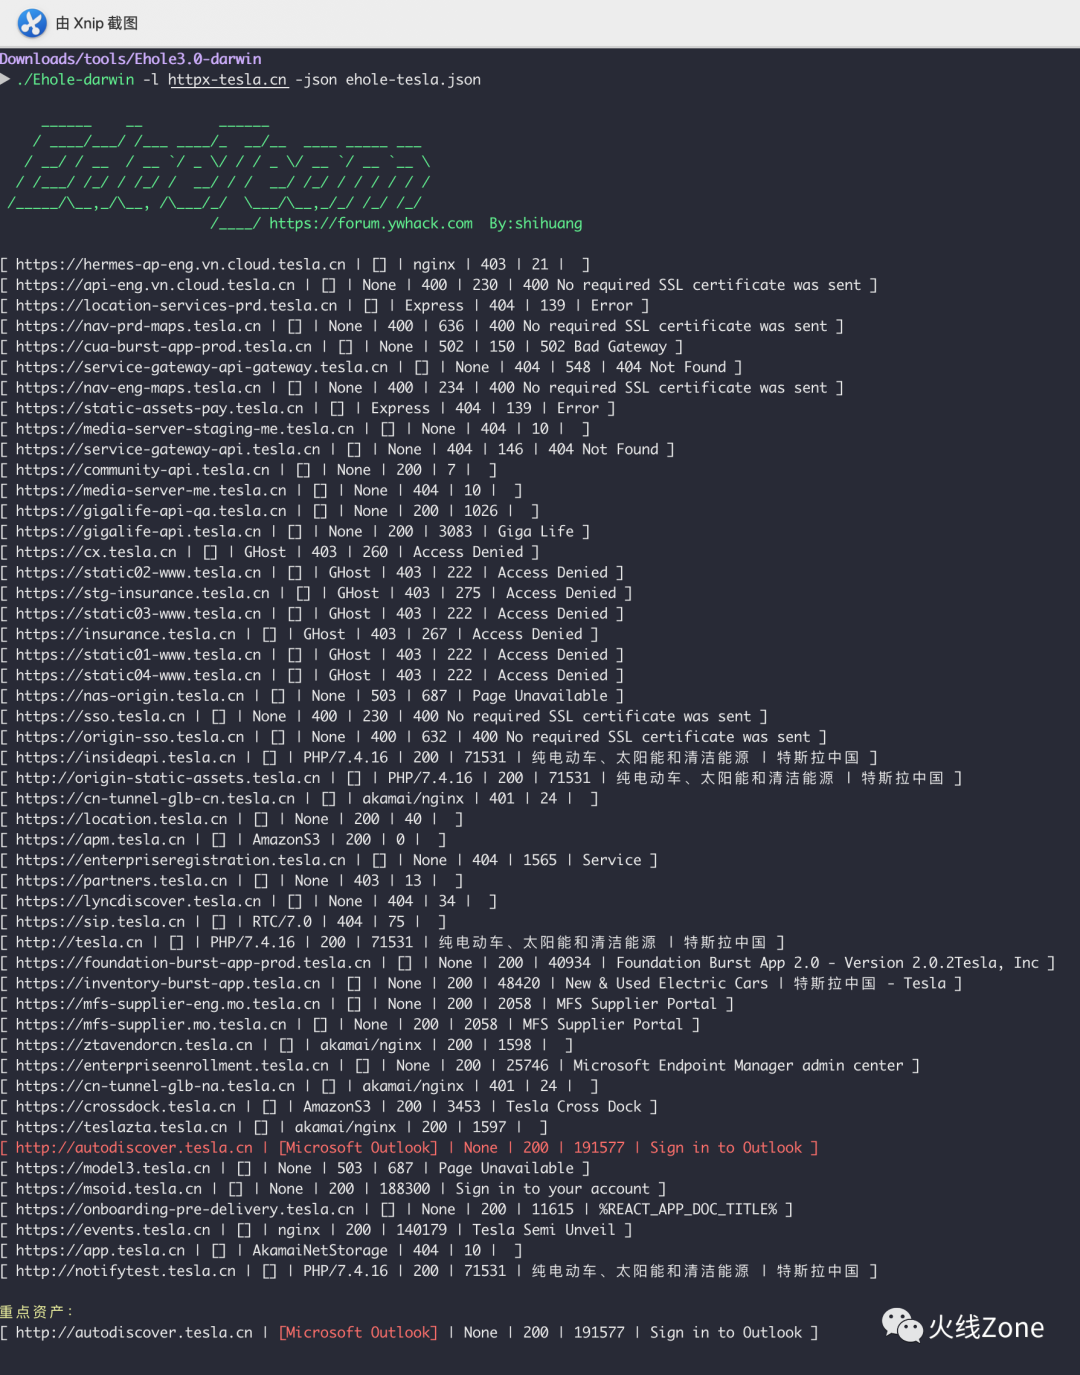 由 Xnip 截图
Downloads/tools/Ehole3.0-darwin
./Ehole-darwin -l httpx-tesla.cn -json ehole-tesla.json
https://forum.ywhack.com  By:shihuang
[ https://hermes-ap-eng.vn.cloud.tesla.cn | [] | nginx | 403 | 21 |  ]
[ https://api-eng.vn.cloud.tesla.cn | [] | None | 400 | 230 | 400 No required SSL certificate was sent ]
[ https://location-services-prd.tesla.cn | [] | Express | 404 | 139 | Error ]
[ https://nav-prd-maps.tesla.cn | [] | None | 400 | 636 | 400 No required SSL certificate was sent ]
[ https://cua-burst-app-prod.tesla.cn | [] | None | 502 | 150 | 502 Bad Gateway ]
[ https://service-gateway-api-gateway.tesla.cn | [] | None | 404 | 548 | 404 Not Found ]
[ https://nav-eng-maps.tesla.cn | [] | None | 400 | 234 | 400 No required SSL certificate was sent ]
[ https://static-assets-pay.tesla.cn | [] | Express | 404 | 139 | Error ]
[ https://media-server-staging-me.tesla.cn | [] | None | 404 | 10 |  ]
[ https://service-gateway-api.tesla.cn | [] | None | 404 | 146 | 404 Not Found ]
[ https://community-api.tesla.cn | [] | None | 200 | 7 |  ]
[ https://media-server-me.tesla.cn | [] | None | 404 | 10 |  ]
[ https://gigalife-api-qa.tesla.cn | [] | None | 200 | 1026 |  ]
[ https://gigalife-api.tesla.cn | [] | None | 200 | 3083 | Giga Life ]
[ https://cx.tesla.cn | [] | GHost | 403 | 260 | Access Denied ]
[ https://static02-www.tesla.cn | [] | GHost | 403 | 222 | Access Denied ]
[ https://stg-insurance.tesla.cn | [] | GHost | 403 | 275 | Access Denied ]
[ https://static03-www.tesla.cn | [] | GHost | 403 | 222 | Access Denied ]
[ https://insurance.tesla.cn | [] | GHost | 403 | 267 | Access Denied ]
[ https://static01-www.tesla.cn | [] | GHost | 403 | 222 | Access Denied ]
[ https://static04-www.tesla.cn | [] | GHost | 403 | 222 | Access Denied ]
[ https://nas-origin.tesla.cn | [] | None | 503 | 687 | Page Unavailable ]
[ https://sso.tesla.cn | [] | None | 400 | 230 | 400 No required SSL certificate was sent ]
[ https://origin-sso.tesla.cn | [] | None | 400 | 632 | 400 No required SSL certificate was sent ]
[ https://insideapi.tesla.cn | [] | PHP/7.4.16 | 200 | 71531 | 纯电动车、太阳能和清洁能源 | 特斯拉中国 ]
[ http://origin-static-assets.tesla.cn | [] | PHP/7.4.16 | 200 | 71531 | 纯电动车、太阳能和清洁能源 | 特斯拉中国 ]
[ https://cn-tunnel-glb-cn.tesla.cn | [] | akamai/nginx | 401 | 24 |  ]
[ https://location.tesla.cn | [] | None | 200 | 40 |  ]
[ https://apm.tesla.cn | [] | AmazonS3 | 200 | 0 |  ]
[ https://enterpriseregistration.tesla.cn | [] | None | 404 | 1565 | Service ]
[ https://partners.tesla.cn | [] | None | 403 | 13 |  ]
[ https://lyncdiscover.tesla.cn | [] | None | 404 | 34 |  ]
[ https://sip.tesla.cn | [] | RTC/7.0 | 404 | 75 |  ]
[ http://tesla.cn | [] | PHP/7.4.16 | 200 | 71531 | 纯电动车、太阳能和清洁能源 | 特斯拉中国 ]
[ https://foundation-burst-app-prod.tesla.cn | [] | None | 200 | 40934 | Foundation Burst App 2.0 - Version 2.0.2Tesla, Inc ]
[ https://inventory-burst-app.tesla.cn | [] | None | 200 | 48420 | New & Used Electric Cars | 特斯拉中国 - Tesla ]
[ https://mfs-supplier-eng.mo.tesla.cn | [] | None | 200 | 2058 | MFS Supplier Portal ]
[ https://mfs-supplier.mo.tesla.cn | [] | None | 200 | 2058 | MFS Supplier Portal ]
[ https://ztavendorcn.tesla.cn | [] | akamai/nginx | 200 | 1598 |  ]
[ https://enterpriseenrollment.tesla.cn | [] | None | 200 | 25746 | Microsoft Endpoint Manager admin center ]
[ https://cn-tunnel-glb-na.tesla.cn | [] | akamai/nginx | 401 | 24 |  ]
[ https://crossdock.tesla.cn | [] | AmazonS3 | 200 | 3453 | Tesla Cross Dock ]
[ https://teslazta.tesla.cn | [] | akamai/nginx | 200 | 1597 |  ]
[ http://autodiscover.tesla.cn | [Microsoft Outlook] | None | 200 | 191577 | Sign in to Outlook ]
[ https://model3.tesla.cn | [] | None | 503 | 687 | Page Unavailable ]
[ https://msoid.tesla.cn | [] | None | 200 | 188300 | Sign in to your account ]
[ https://onboarding-pre-delivery.tesla.cn | [] | None | 200 | 11615 | %REACT_APP_DOC_TITLE% ]
[ https://events.tesla.cn | [] | nginx | 200 | 140179 | Tesla Semi Unveil ]
[ https://app.tesla.cn | [] | AkamaiNetStorage | 404 | 10 |  ]
[ http://notifytest.tesla.cn | [] | PHP/7.4.16 | 200 | 71531 | 纯电动车、太阳能和清洁能源 | 特斯拉中国 ]
重点资产：
[ http://autodiscover.tesla.cn | [Microsoft Outlook] | None | 200 | 191577 | Sign in to Outlook ]
火线Zone